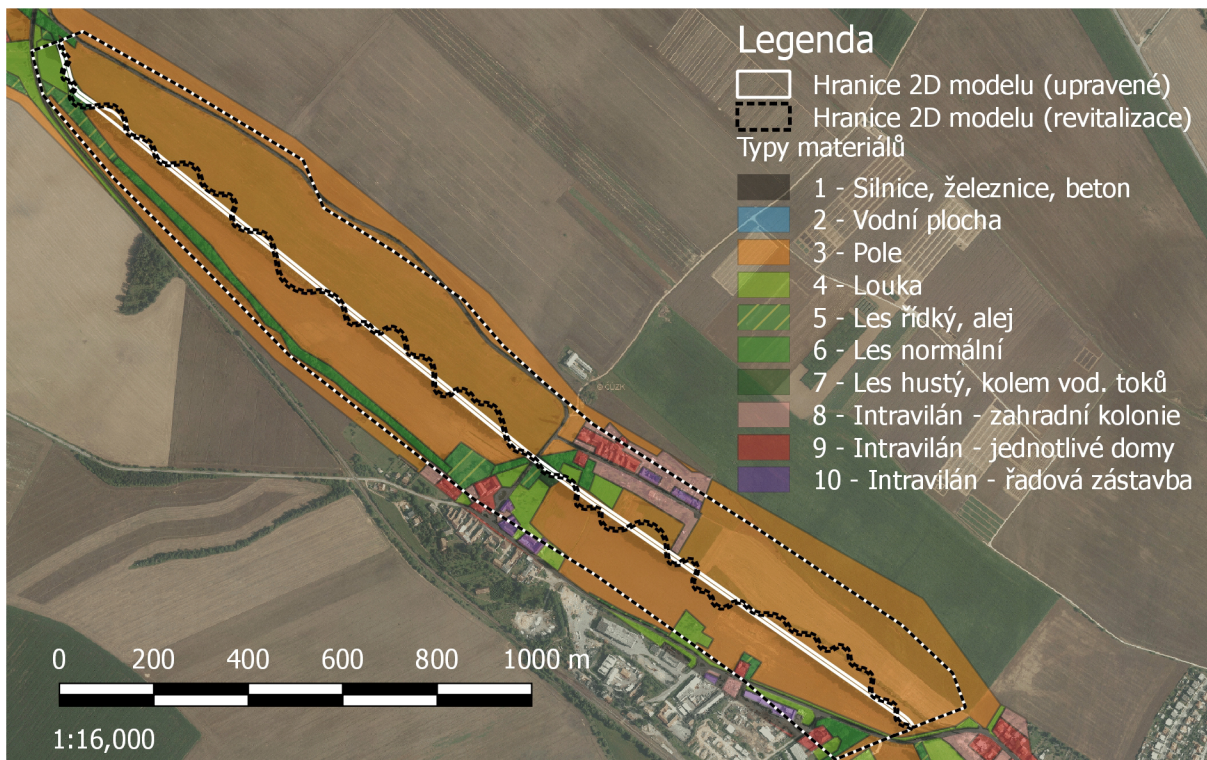 Legenda
Hranice 2D modelu (upravené)
Hranice 2D modelu (revitalizace)
Typy materiálů
1 - Silnice, železnice, beton
2 - Vodní plocha
3 - Pole
4 - Louka
5 - Les řídký, alej
6 - Les normální
7 - Les hustý, kolem vod. toků
8 - Intravilán - zahradní kolonie
9 - Intravilán - jednotlivé domy
10 - Intravilán - řadová zástavba
© ČÚZK
0 200 400 600 800 1000 m
1:16,000